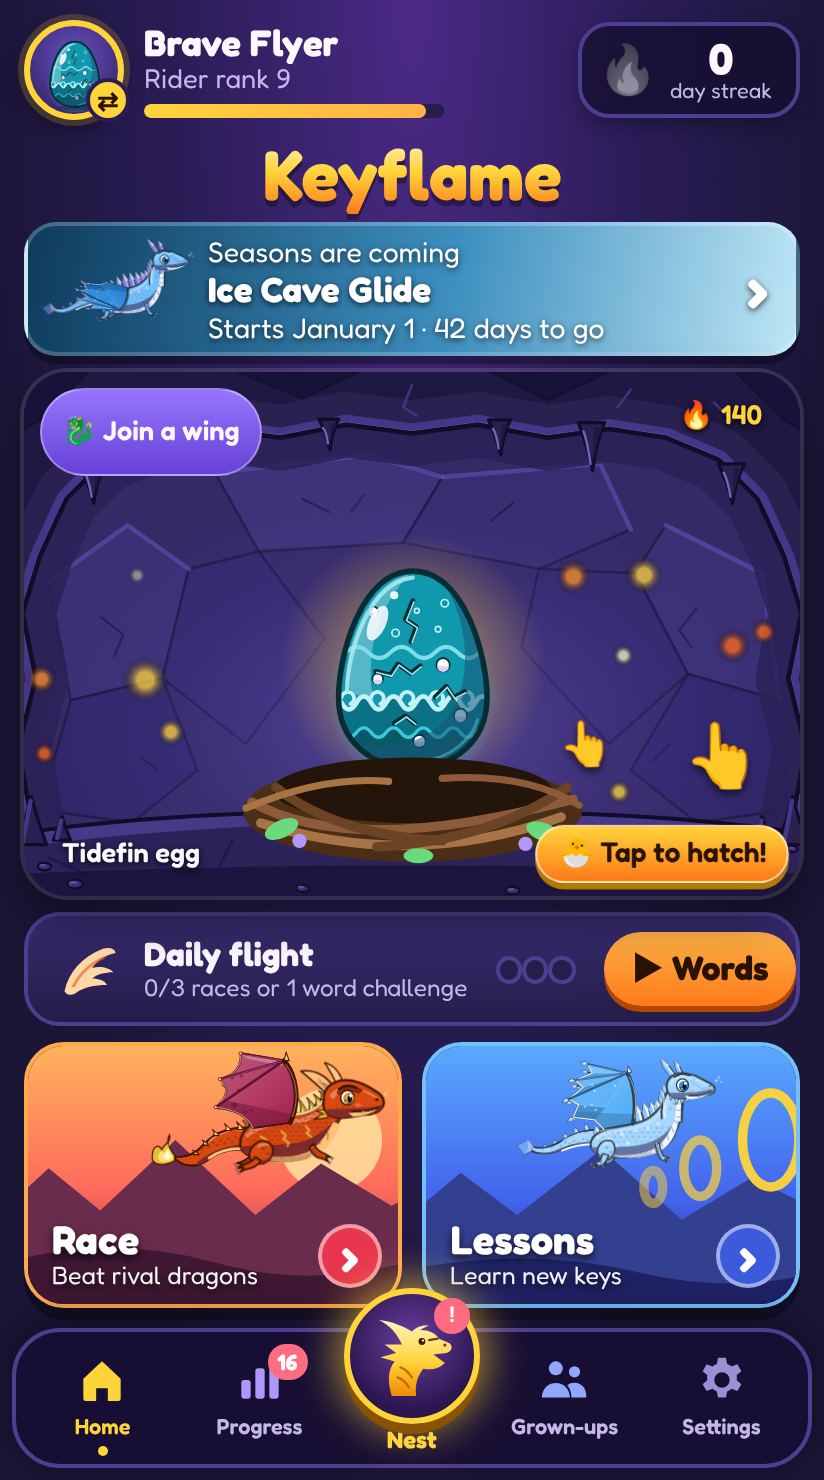 Brave Flyer
Rider rank 9
0
day streak
Keyflame
Seasons are coming
Ice Cave Glide
Starts January 1 · 42 days to go
Join a wing
140
Tidefin egg
Tap to hatch!
Daily flight
0/3 races or 1 word challenge
Words
Race
Beat rival dragons
Lessons
Learn new keys
!
16
Home
Progress
Nest
Grown-ups
Settings